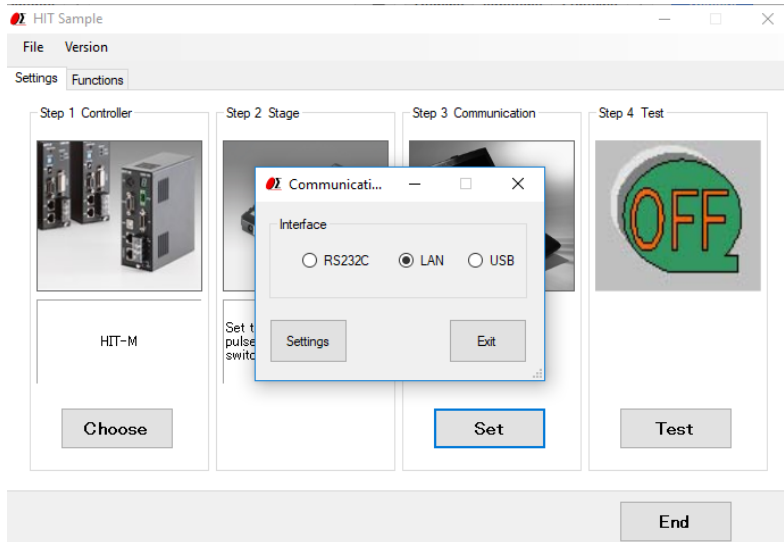 HIT Sample
File Version
Settings Functions
Step 1 Controller
Step 2 Stage
Step 3 Communication
Step 4 Test
OFF
HIT-M
Set t
pulse
switc
Choose
Set
Test
End
Communicati...
Interface
RS232C LAN USB
Settings Exit